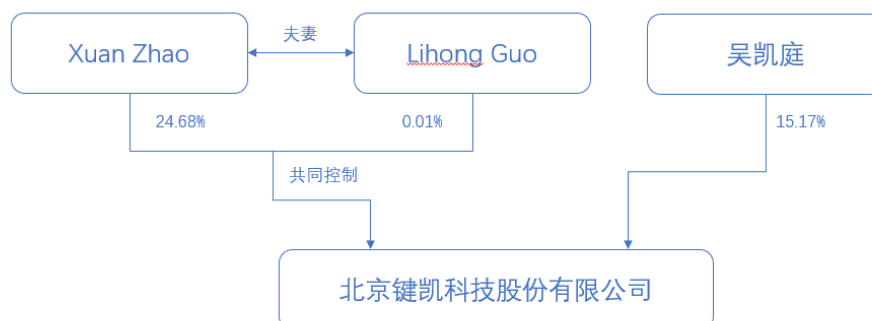 Xuan Zhao
夫妻
Lihong Guo
吴凯庭
24.68%
0.01%
15.17%
共同控制
北京键凯科技股份有限公司